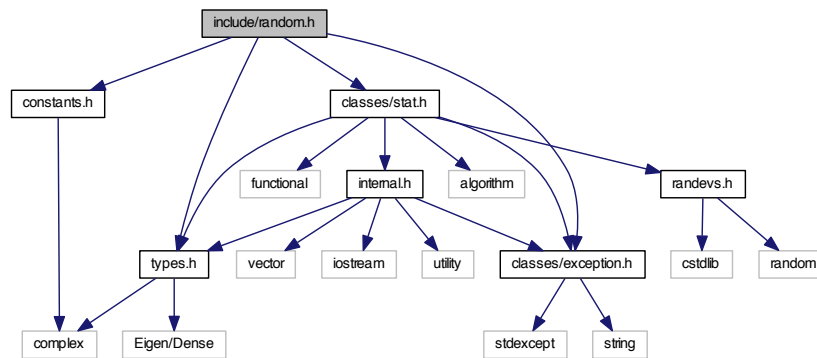 include/random.h
constants.h
classes/stat.h
functional
internal.h
algorithm
randevs.h
types.h
vector
iostream
utility
classes/exception.h
cstdlib
random
complex
Eigen/Dense
stdexcept
string